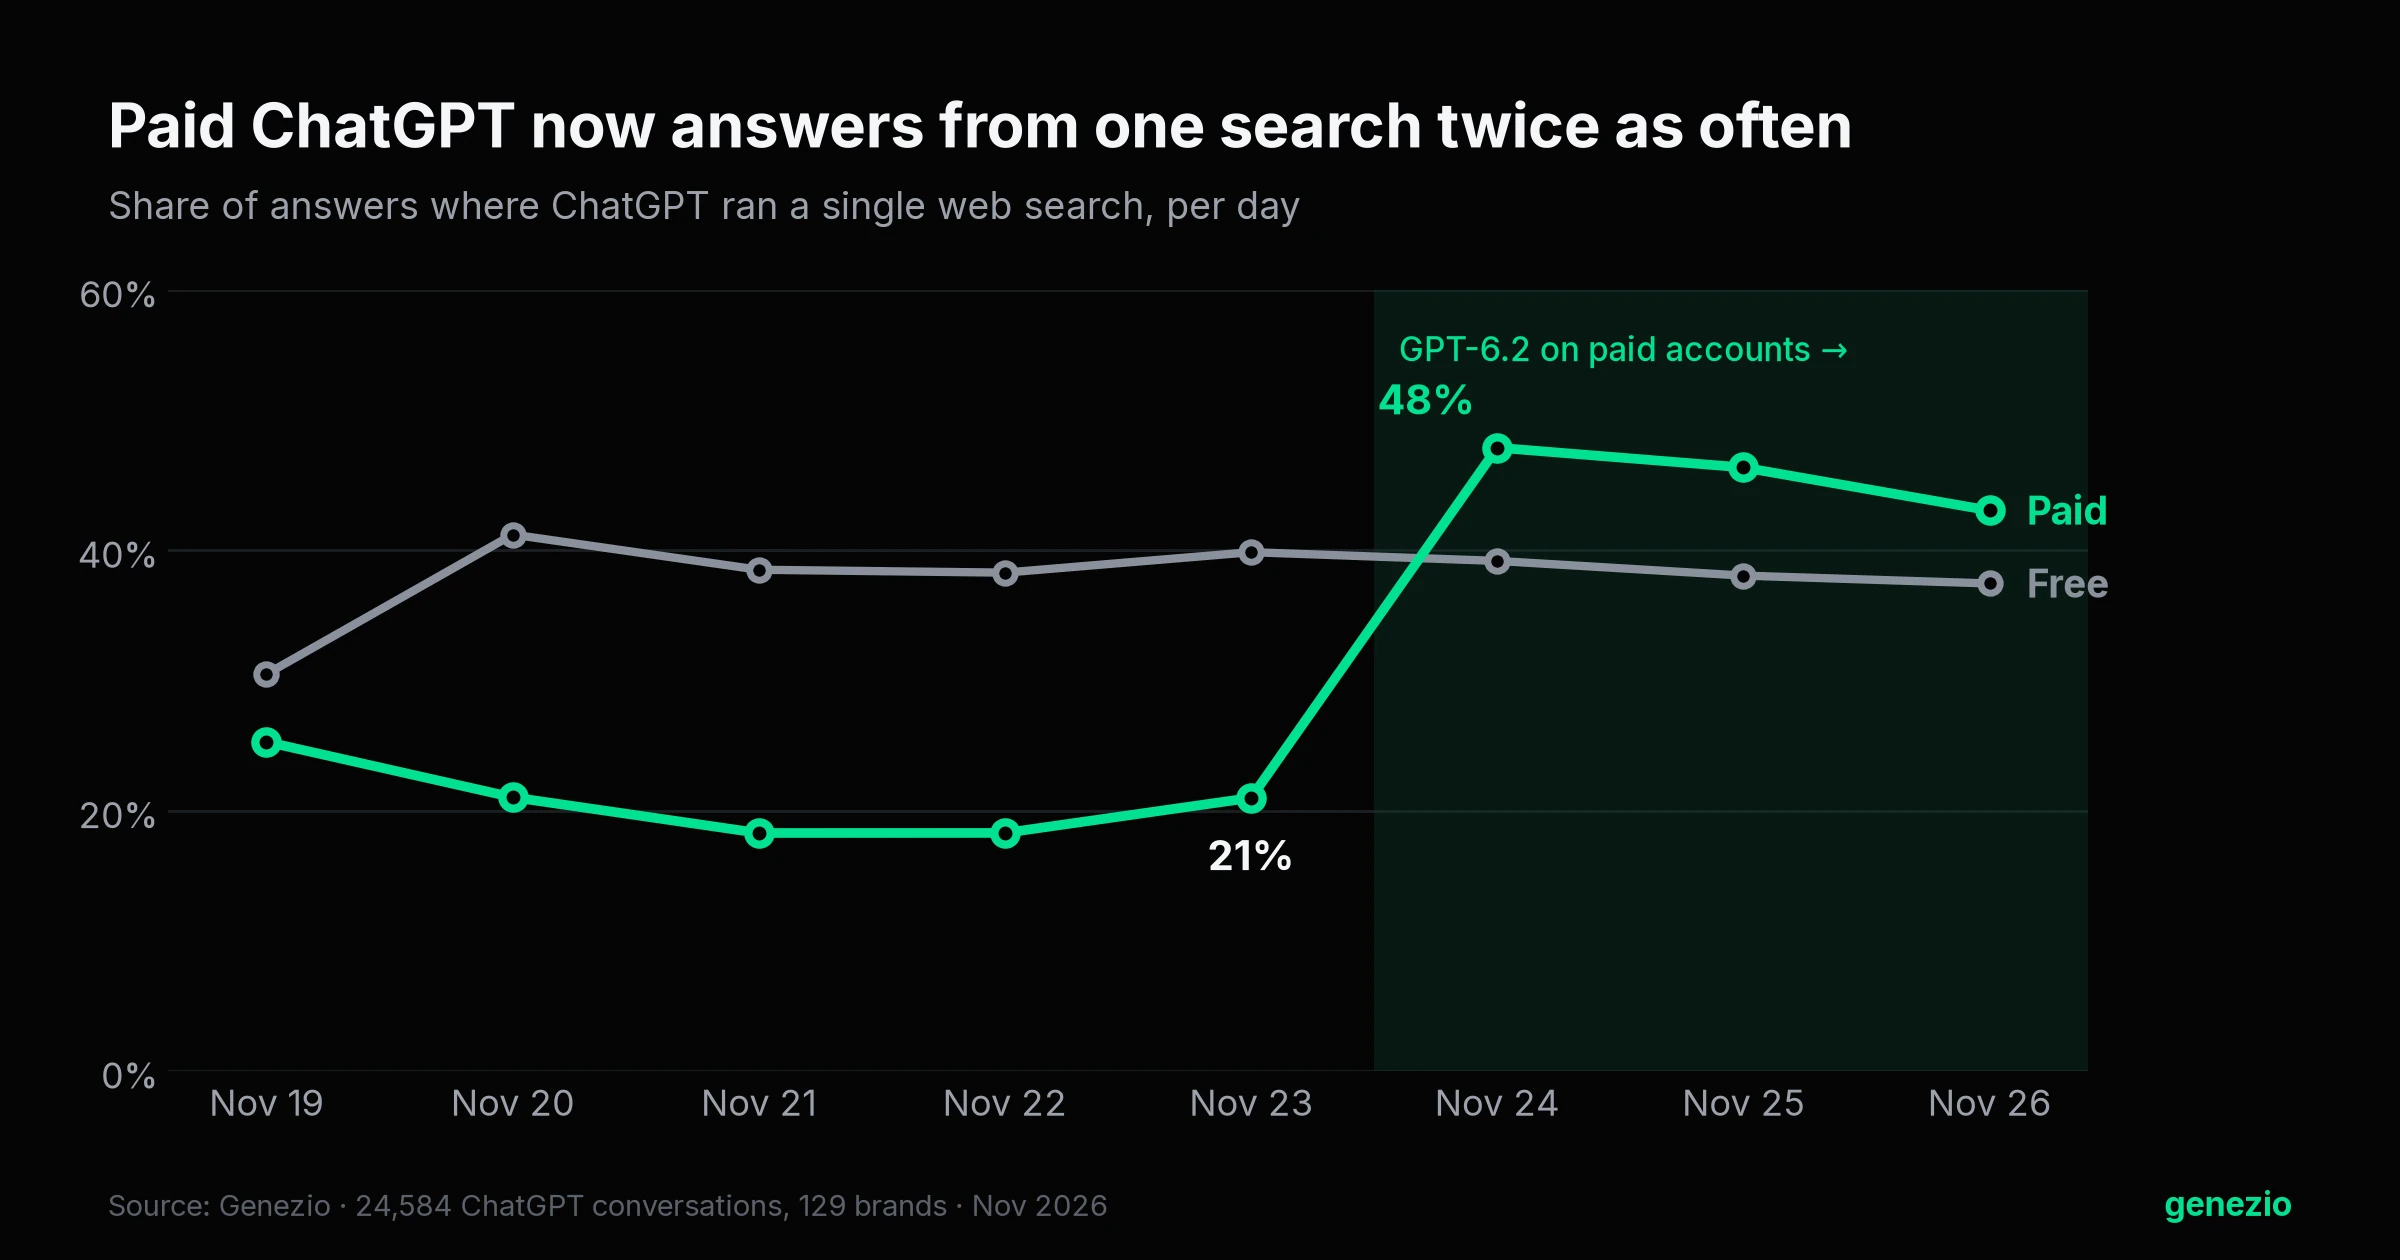 Paid ChatGPT now answers from one search twice as often
Share of answers where ChatGPT ran a single web search, per day
60%
GPT-6.2 on paid accounts →
48%
Paid
40%
Free
20%
21%
0%
Nov 19 Nov 20 Nov 21 Nov 22 Nov 23 Nov 24 Nov 25 Nov 26
Source: Genezio · 24,584 ChatGPT conversations, 129 brands · Nov 2026
genezio